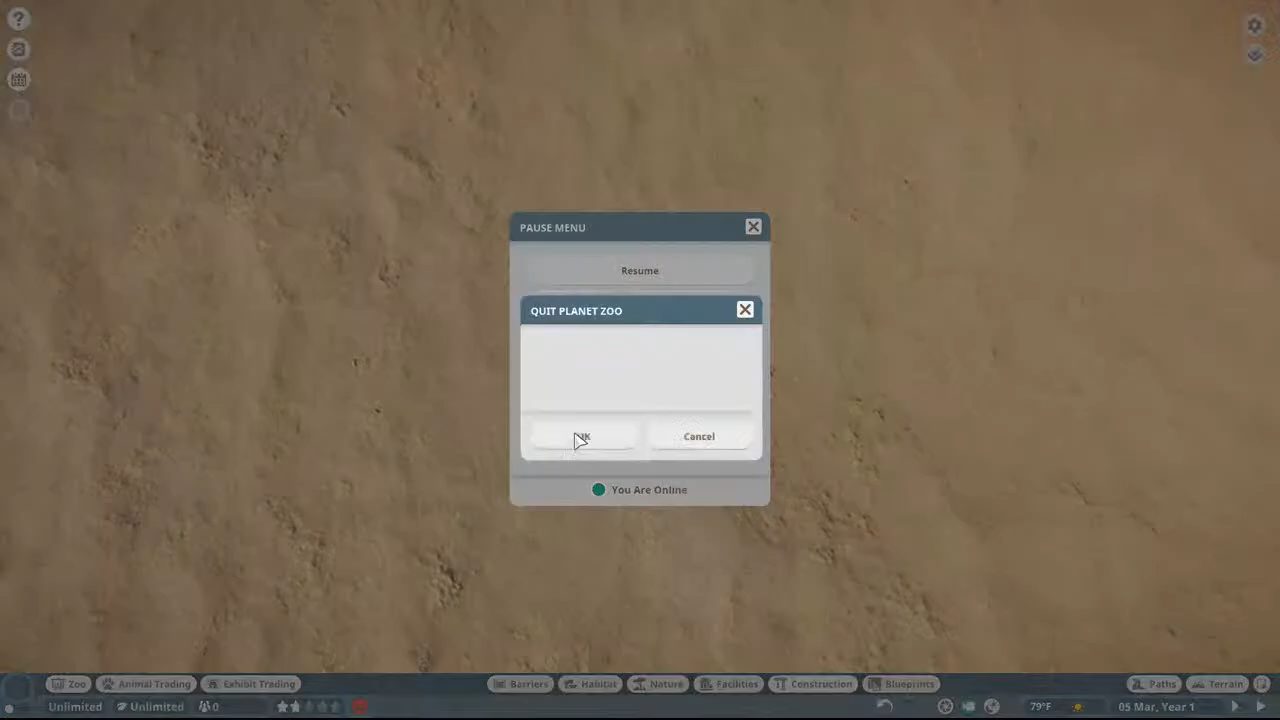 ?
PAUSE MENU
Resume
QUIT PLANET ZOO
OK
Cancel
You Are Online
Zoo
Animal Trading
Exhibit Trading
Barriers
Habitat
Nature
Facilities
Construction
Blueprints
Paths
Terrain
Unlimited
Unlimited
0
79°F
05 Mar, Year 1